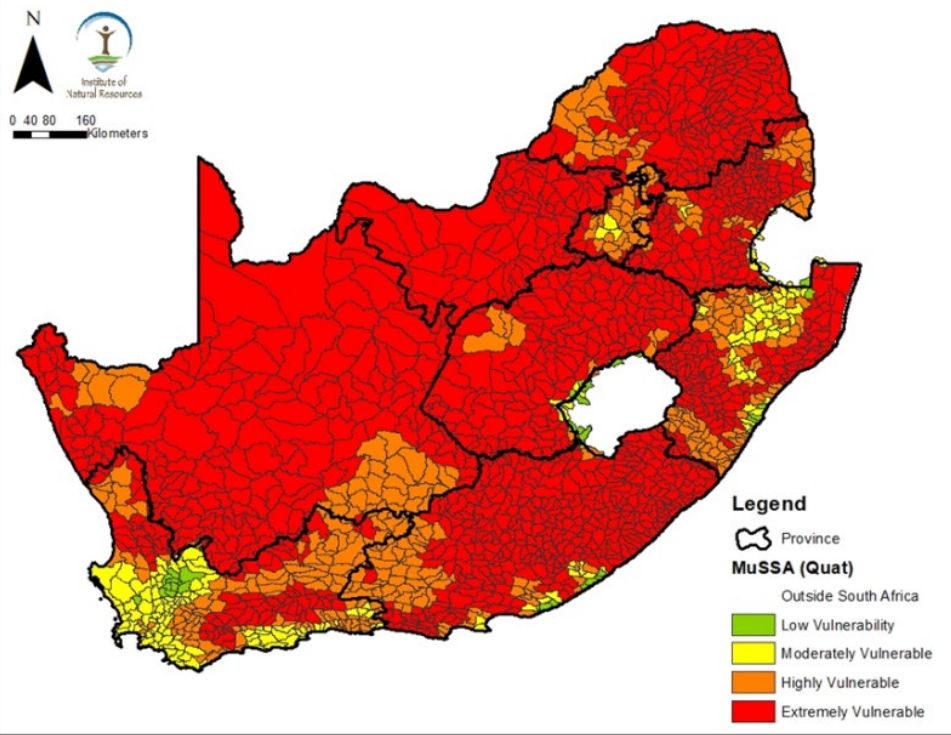 N
Institute of
Natural Resources
0 40 80 160
Kilometers
Legend
Province
MuSSA (Quat)
Outside South Africa
Low Vulnerability
Moderately Vulnerable
Highly Vulnerable
Extremely Vulnerable